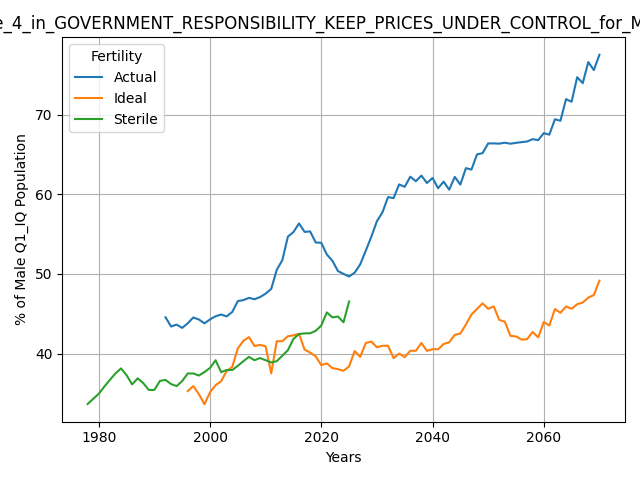 e_4_in_GOVERNMENT_RESPONSIBILITY_KEEP_PRICES_UNDER_CONTROL_for_M
Fertility
Actual
Ideal
Sterile
% of Male Q1_IQ Population
70
60
50
40
1980
2000
2020
2040
2060
Years